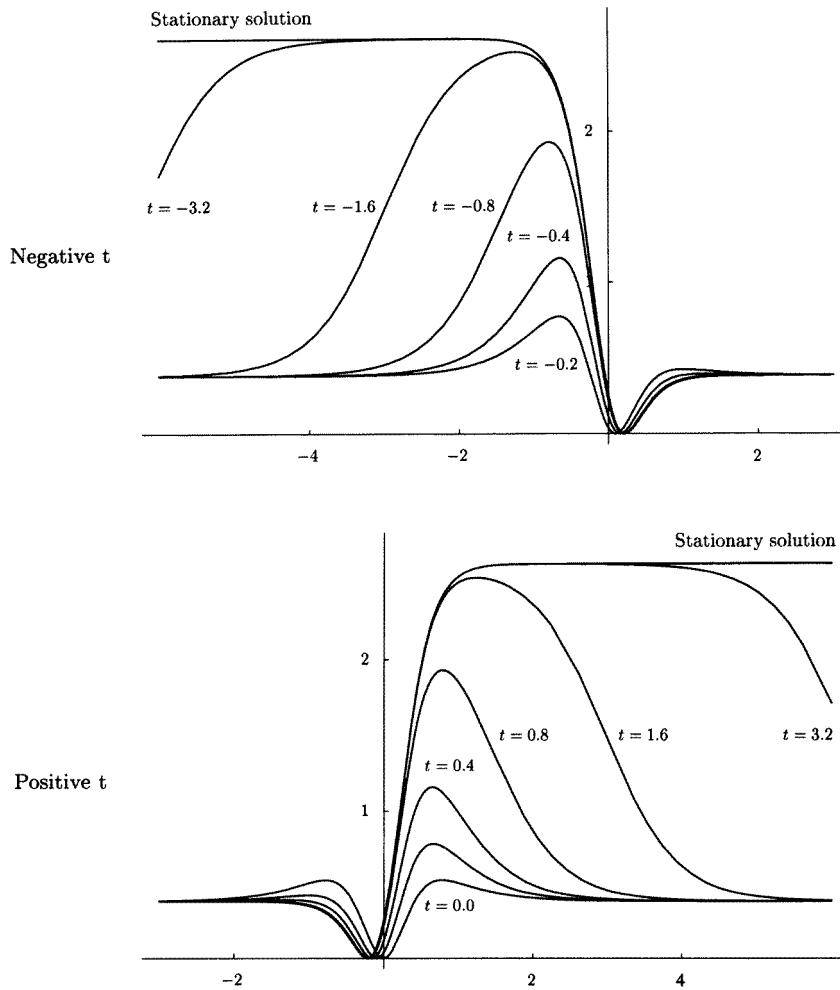 Stationary solution
2
t = −3.2
t = −1.6
t = −0.8
t = −0.4
Negative t
1
t = −0.2
−4
−2
2
Stationary solution
2
t = 0.8
t = 1.6
t = 3.2
t = 0.4
Positive t
1
t = 0.0
−2
2
4